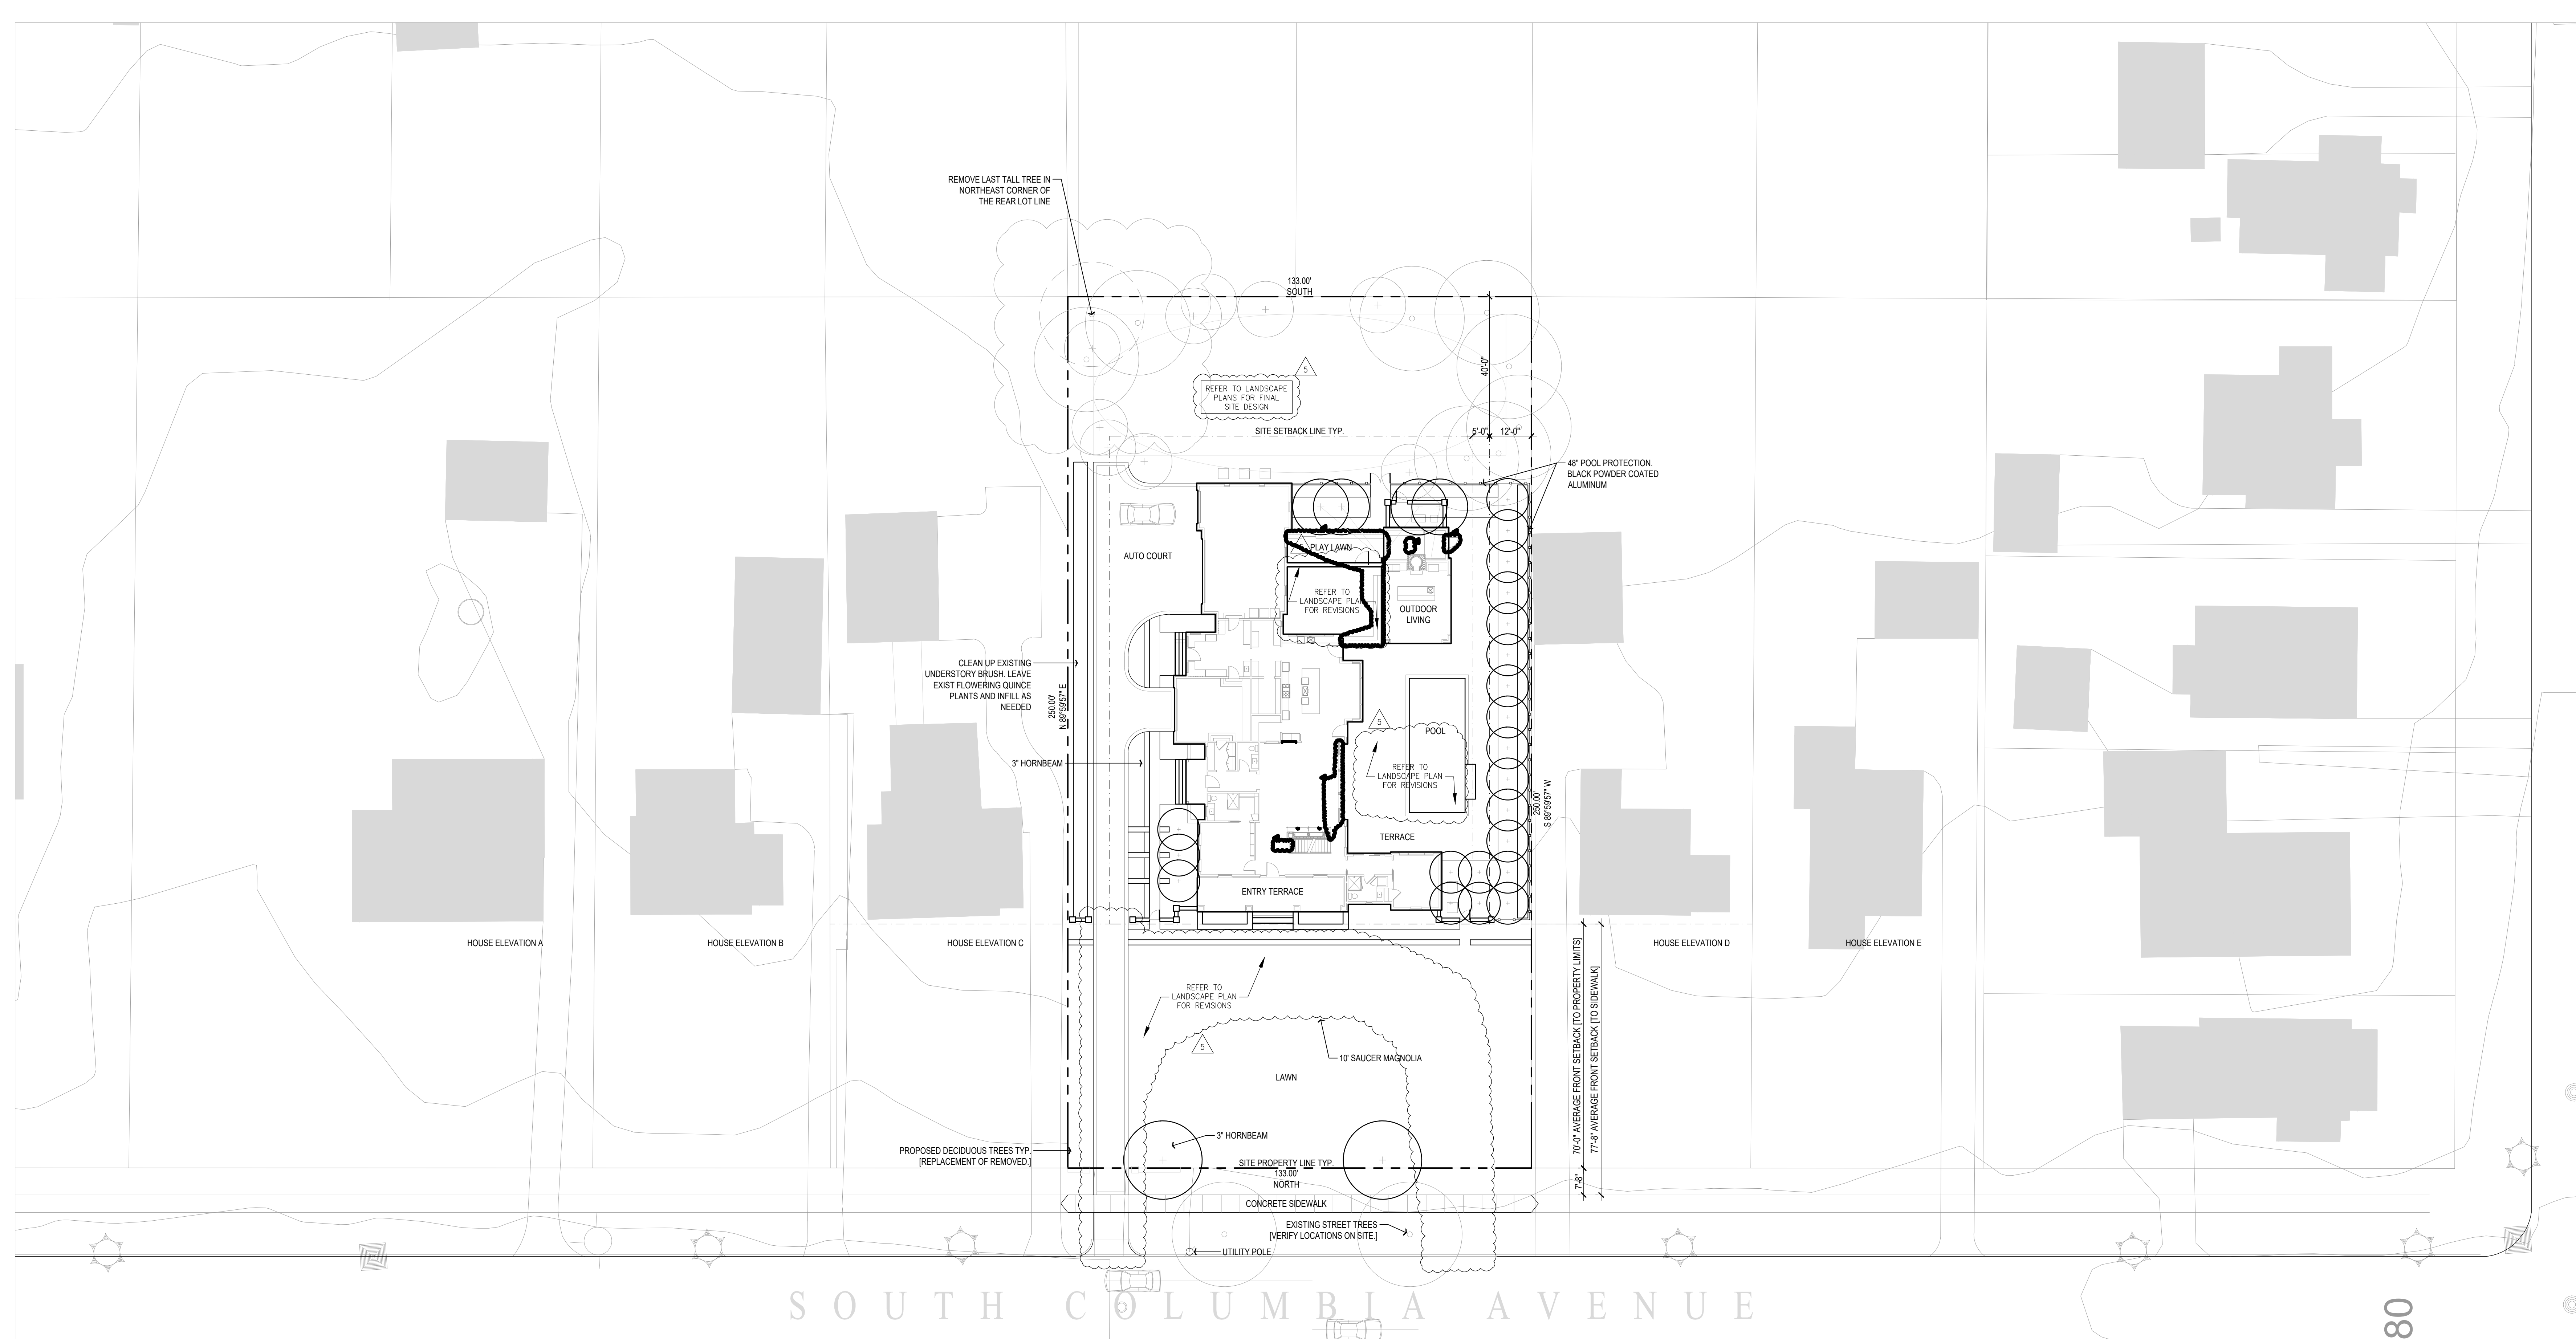 REMOVE LAST TALL TREE IN
NORTHEAST CORNER OF
THE REAR LOT LINE
133.00'
SOUTH
40'-0"
5
REFER TO LANDSCAPE
PLANS FOR FINAL
SITE DESIGN
SITE SETBACK LINE TYP.
5'-0"
12'-0"
48" POOL PROTECTION.
BLACK POWDER COATED
ALUMINUM
AUTO COURT
PLAY LAWN
REFER TO
LANDSCAPE PLAN
FOR REVISIONS
OUTDOOR
LIVING
CLEAN UP EXISTING
UNDERSTORY BRUSH. LEAVE
EXIST FLOWERING QUINCE
PLANTS AND INFILL AS
NEEDED
250.00'
N 89°59'57" E
5
POOL
3" HORNBEAM
REFER TO
LANDSCAPE PLAN
FOR REVISIONS
250.00'
S 89°59'57" W
TERRACE
ENTRY TERRACE
HOUSE ELEVATION A
HOUSE ELEVATION B
HOUSE ELEVATION C
HOUSE ELEVATION D
HOUSE ELEVATION E
70'-0" AVERAGE FRONT SETBACK [TO PROPERTY LIMITS]
77'-8" AVERAGE FRONT SETBACK [TO SIDEWALK]
REFER TO
LANDSCAPE PLAN
FOR REVISIONS
5
10' SAUCER MAGNOLIA
LAWN
3" HORNBEAM
PROPOSED DECIDUOUS TREES TYP.
[REPLACEMENT OF REMOVED.]
SITE PROPERTY LINE TYP.
133.00'
NORTH
7'-8"
CONCRETE SIDEWALK
EXISTING STREET TREES
[VERIFY LOCATIONS ON SITE.]
UTILITY POLE
SOUTH COLUMBIA AVENUE
80